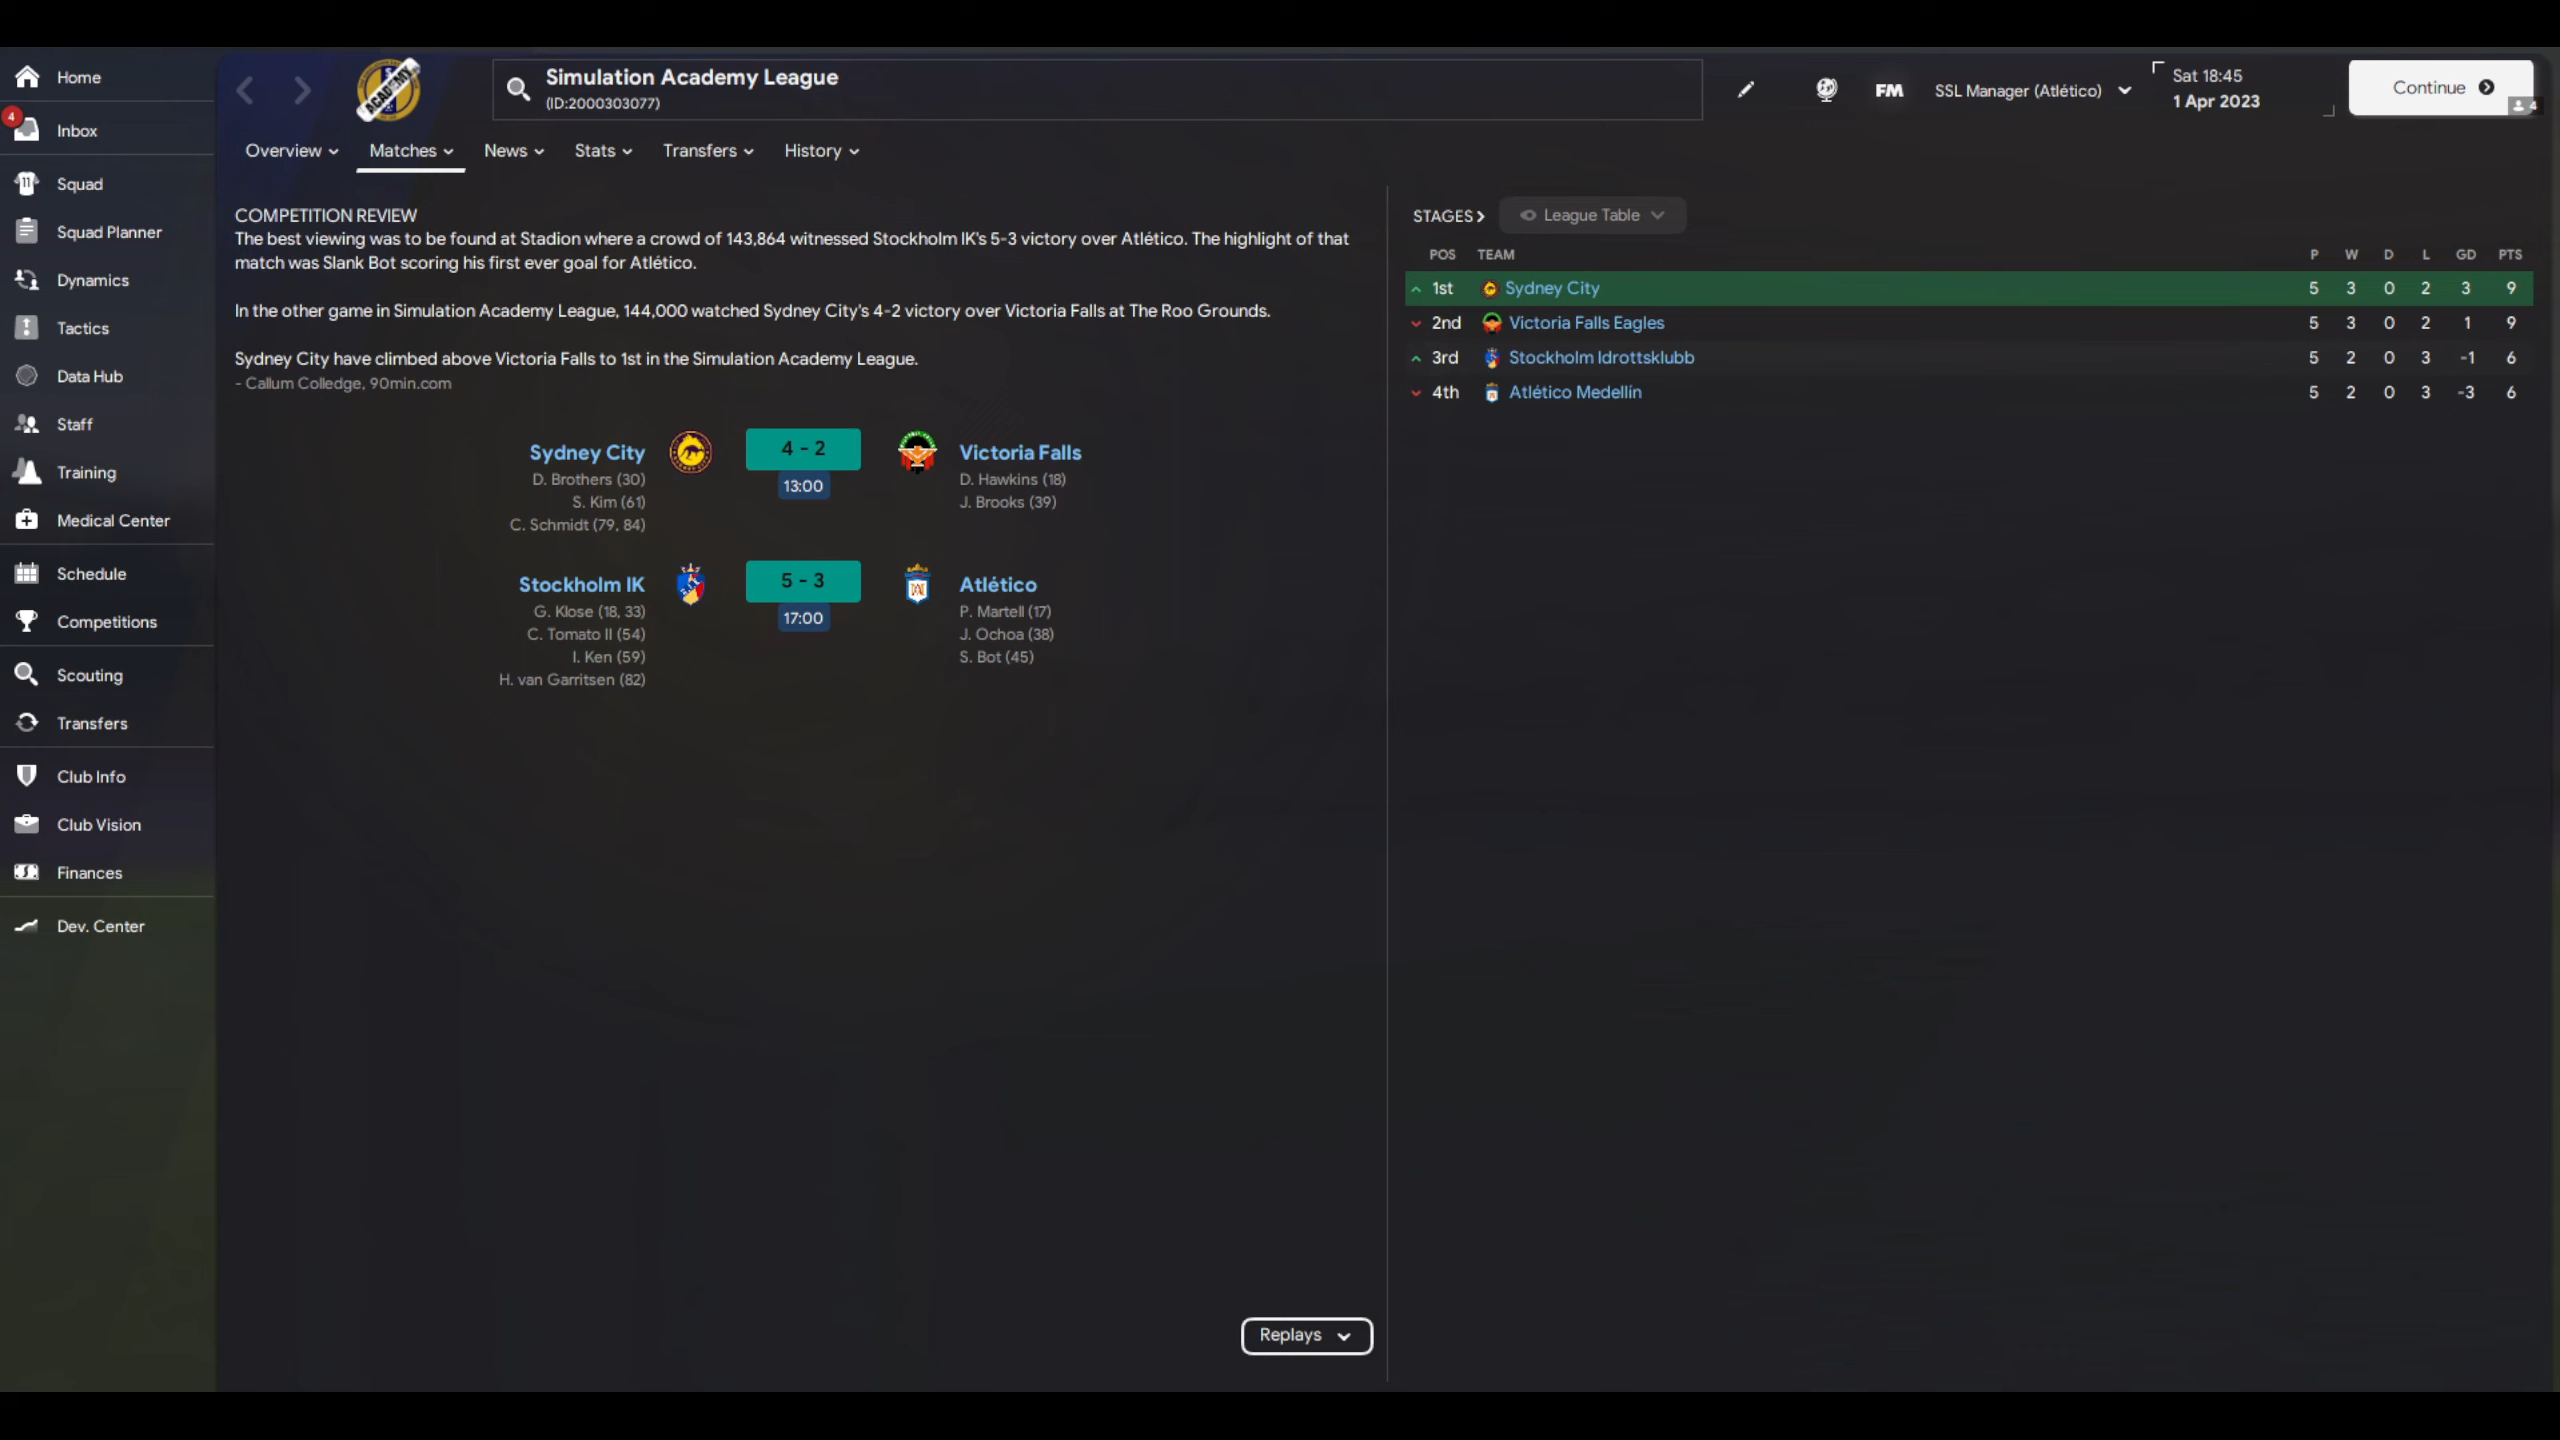 Home
4
Inbox
Squad
Squad Planner
Dynamics
Tactics
Data Hub
Staff
Training
Medical Center
Schedule
Competitions
Scouting
Transfers
Club Info
Club Vision
Finances
Dev. Center
ACADEMY
Simulation Academy League
(ID:2000303077)
FM
SSL Manager (Atlético)
Sat 18:45
1 Apr 2023
Continue
4
Overview Matches News Stats Transfers History
COMPETITION REVIEW
The best viewing was to be found at Stadion where a crowd of 143,864 witnessed Stockholm IK's 5-3 victory over Atlético. The highlight of that
match was Slank Bot scoring his first ever goal for Atlético.
In the other game in Simulation Academy League, 144,000 watched Sydney City's 4-2 victory over Victoria Falls at The Roo Grounds.
Sydney City have climbed above Victoria Falls to 1st in the Simulation Academy League.
- Callum Colledge, 90min.com
Sydney City 4 - 2 Victoria Falls
13:00
D. Brothers (30) D. Hawkins (18)
S. Kim (61) J. Brooks (39)
C. Schmidt (79, 84)
Stockholm IK 5 - 3 Atlético
17:00
G. Klose (18, 33) P. Martell (17)
C. Tomato II (54) J. Ochoa (38)
I. Ken (59) S. Bot (45)
H. van Garritsen (82)
Replays
STAGES League Table
POS TEAM P W D L GD PTS
1st Sydney City 5 3 0 2 3 9
2nd Victoria Falls Eagles 5 3 0 2 1 9
3rd Stockholm Idrottsklubb 5 2 0 3 -1 6
4th Atlético Medellín 5 2 0 3 -3 6